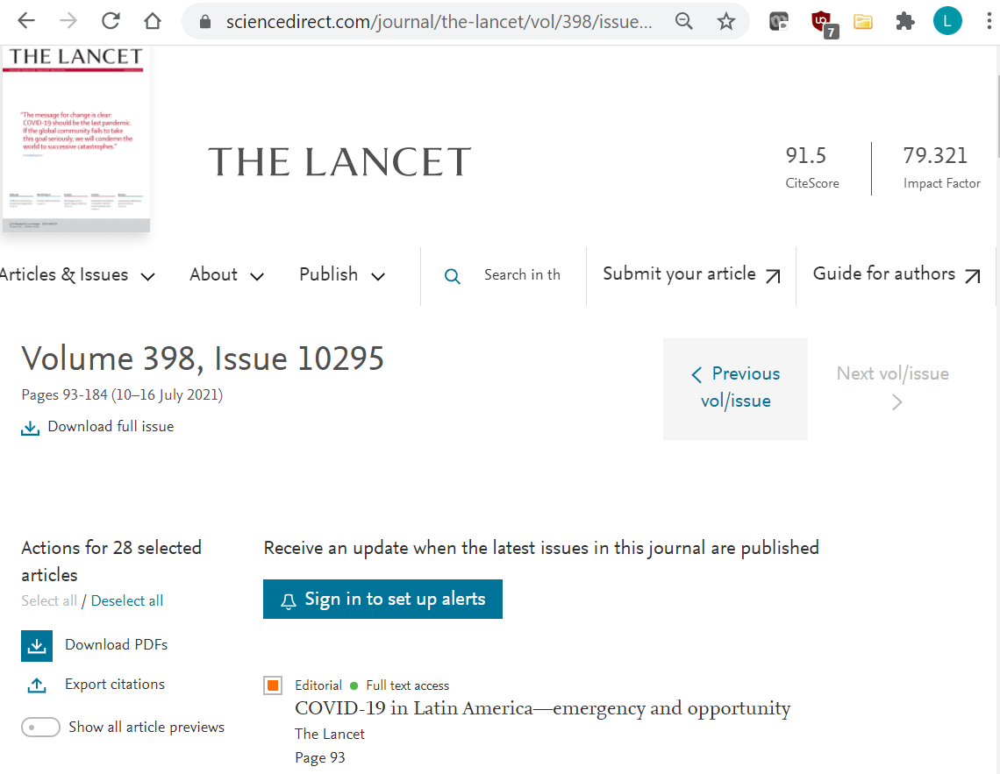 sciencedirect.com/journal/the-lancet/vol/398/issue...
7
L
THE LANCET
"The message for change is clear:
COVID-19 should be the last pandemic.
If the global community fails to take
this goal seriously, we will condemn the
world to successive catastrophes."
THE LANCET
91.5
CiteScore
79.321
Impact Factor
Articles & Issues
About
Publish
Search in th
Submit your article
Guide for authors
Volume 398, Issue 10295
Pages 93-184 (10–16 July 2021)
Download full issue
Previous
vol/issue
Next vol/issue
Actions for 28 selected
articles
Select all / Deselect all
Download PDFs
Export citations
Show all article previews
Receive an update when the latest issues in this journal are published
Sign in to set up alerts
Editorial
Full text access
COVID-19 in Latin America—emergency and opportunity
The Lancet
Page 93